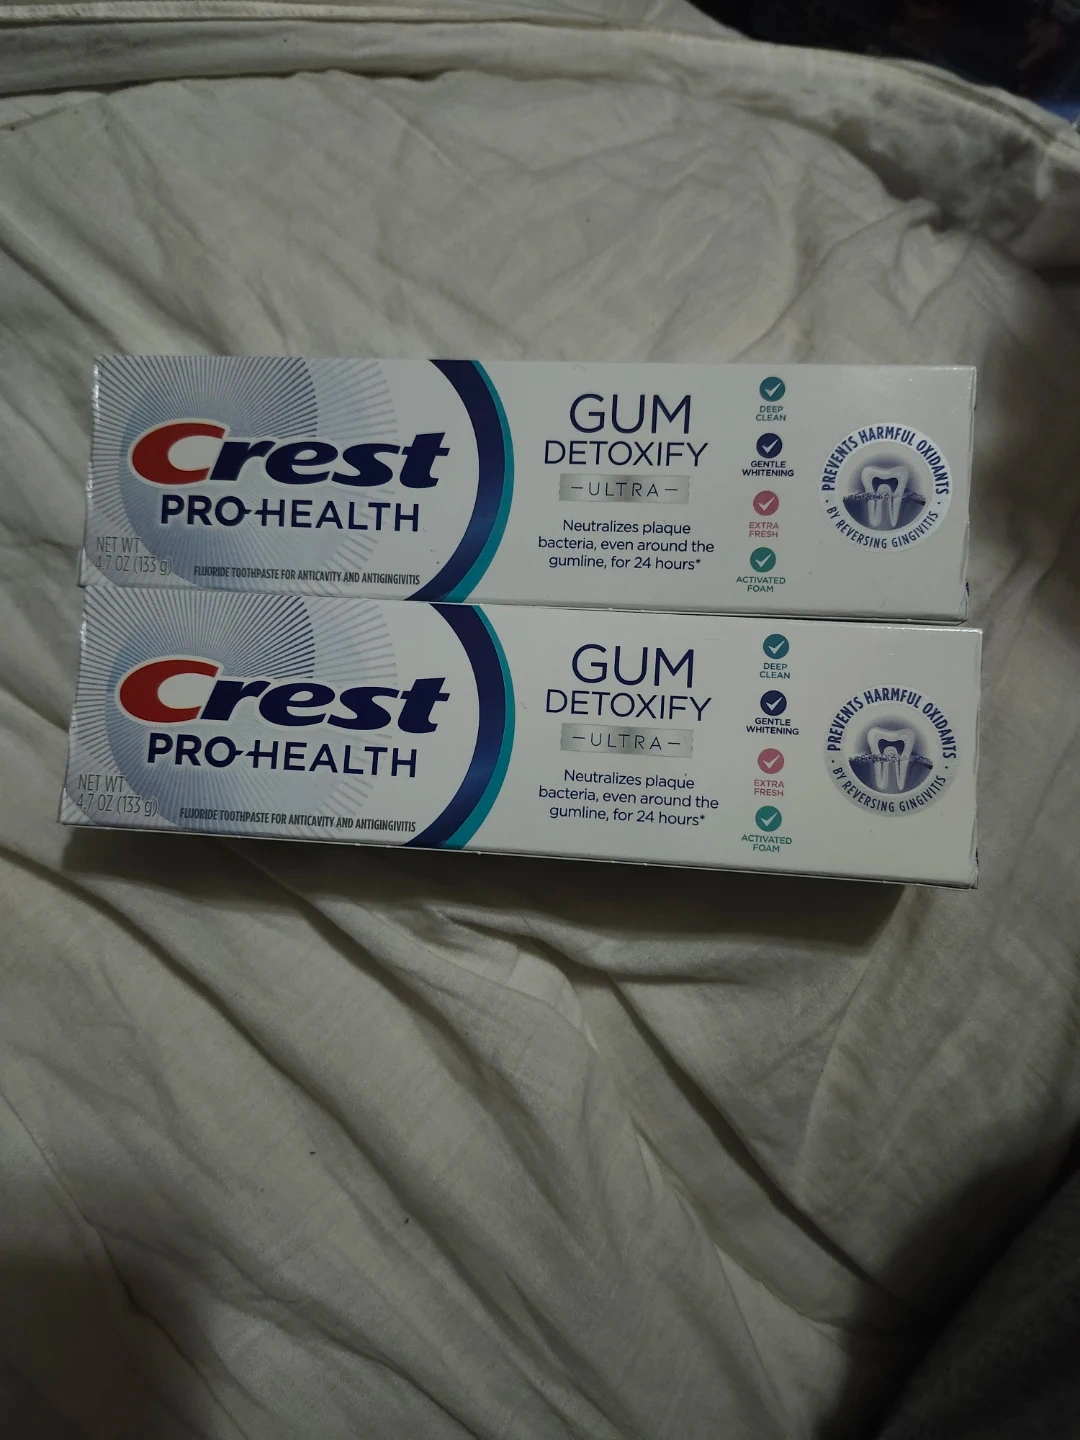 Crest
PRO-HEALTH
NET WT
4.7 OZ (133 g)
FLUORIDE TOOTHPASTE FOR ANTICAVITY AND ANTIGINGIVITIS
GUM
DETOXIFY
-ULTRA-
Neutralizes plaque
bacteria, even around the
gumline, for 24 hours*
DEEP
CLEAN
GENTLE
WHITENING
EXTRA
FRESH
ACTIVATED
FOAM
PREVENTS HARMFUL OXIDANTS
· BY REVERSING GINGIVITIS ·
Crest
PRO-HEALTH
NET WT
4.7 OZ (133 g)
FLUORIDE TOOTHPASTE FOR ANTICAVITY AND ANTIGINGIVITIS
GUM
DETOXIFY
-ULTRA-
Neutralizes plaque
bacteria, even around the
gumline, for 24 hours*
DEEP
CLEAN
GENTLE
WHITENING
EXTRA
FRESH
ACTIVATED
FOAM
PREVENTS HARMFUL OXIDANTS
· BY REVERSING GINGIVITIS ·